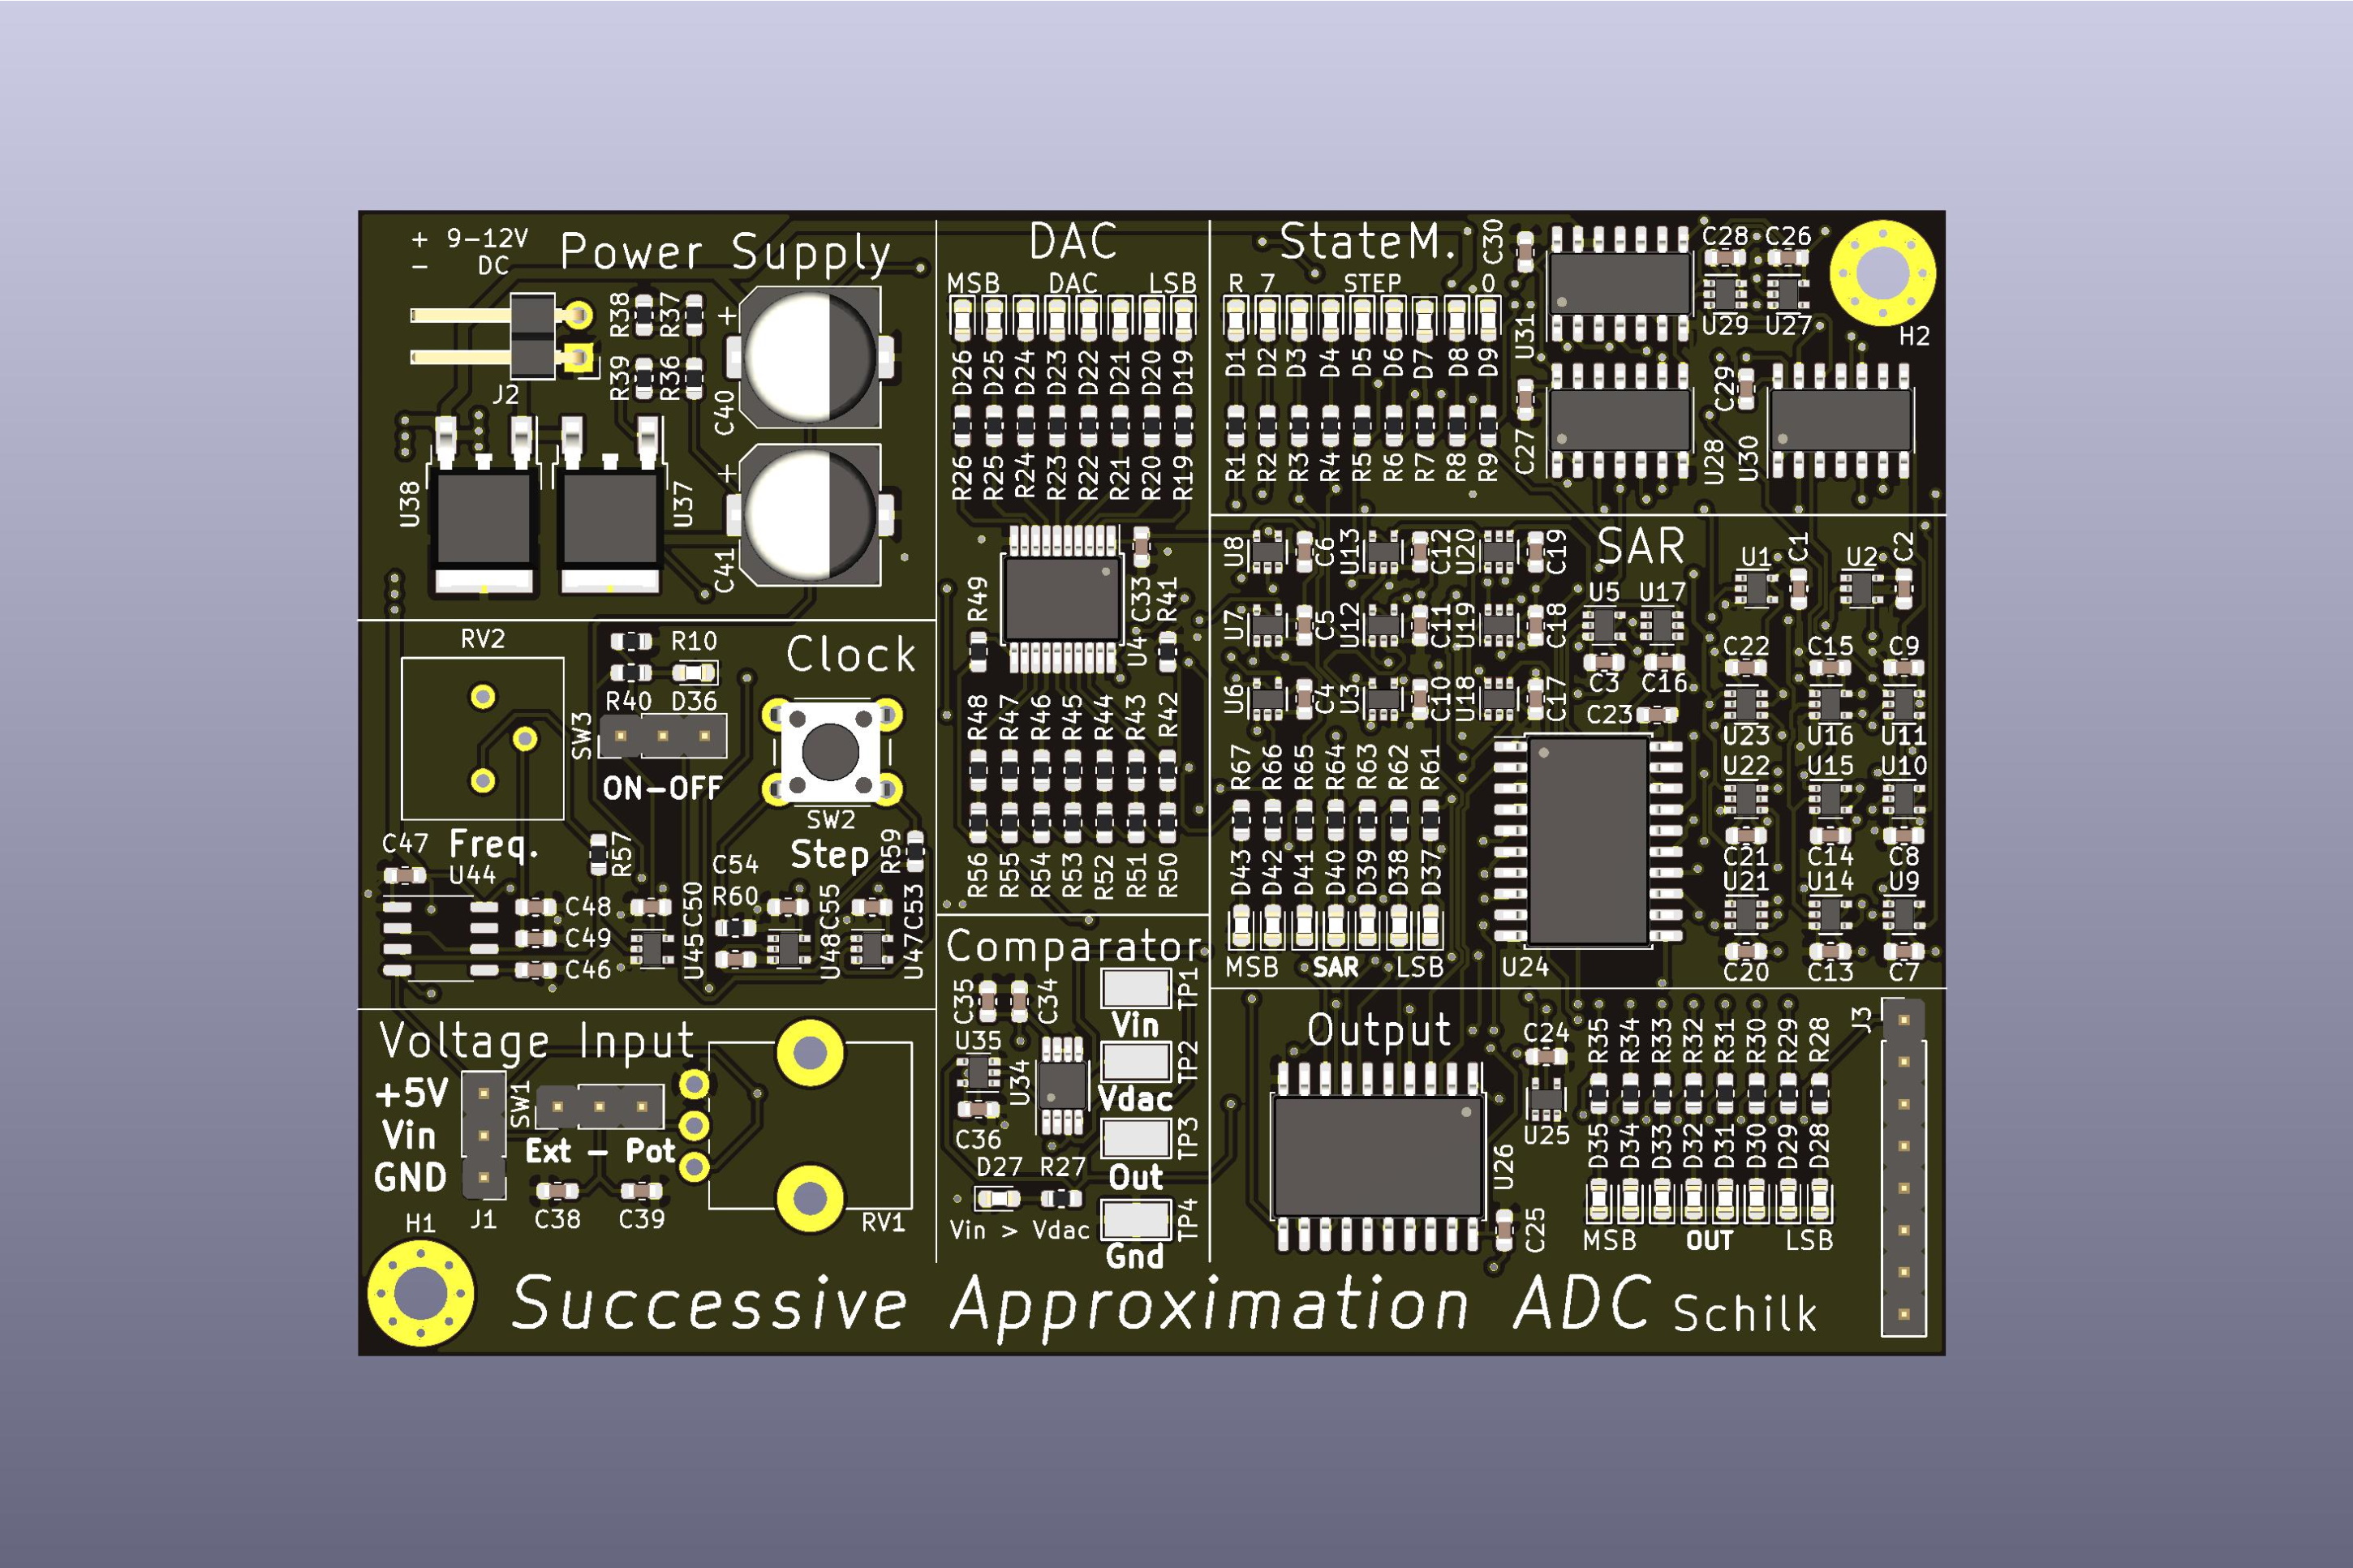 + 9-12V
- DC
Power Supply
R38
R37
+
R39
R36
C40
J2
U38
U37
+
C41
DAC
MSB DAC LSB
D26 D25 D24 D23 D22 D21 D20 D19
R26 R25 R24 R23 R22 R21 R20 R19
R49
C33
R41
U4
R48 R47 R46 R45 R44 R43 R42
R56 R55 R54 R53 R52 R51 R50
StateM.
R 7 STEP 0
D1 D2 D3 D4 D5 D6 D7 D8 D9
R1 R2 R3 R4 R5 R6 R7 R8 R9
C30
U31
C28 C26
U29 U27
H2
C27
U28
C29
U30
RV2
R10
Clock
R40 D36
SW3
ON-OFF
SW2
Step
Freq.
C47
U44
R57
R59
C54
R60
C48
C49
C46
C50
U45
C55
U48
C53
U47
SAR
U8 C6 U13 C12 U20 C19
U7 C5 U12 C11 U19 C18
U6 C4 U3 C10 U18 C17
U5 U17
C3 C16
C23
U1 C1 U2 C2
C22 C15 C9
U23 U16 U11
U22 U15 U10
C21 C14 C8
U21 U14 U9
C20 C13 C7
R67 R66 R65 R64 R63 R62 R61
D43 D42 D41 D40 D39 D38 D37
MSB SAR LSB
U24
Voltage Input
+5V
Vin
GND
J1
SW1
Ext - Pot
C38 C39
RV1
H1
Comparator
C35 C34
U35
U34
C36
D27 R27
Vin > Vdac
TP1
Vin
TP2
Vdac
TP3
Out
TP4
Gnd
Output
U26
C25
C24
U25
R35 R34 R33 R32 R31 R30 R29 R28
D35 D34 D33 D32 D31 D30 D29 D28
MSB OUT LSB
J3
Successive Approximation ADC Schilk